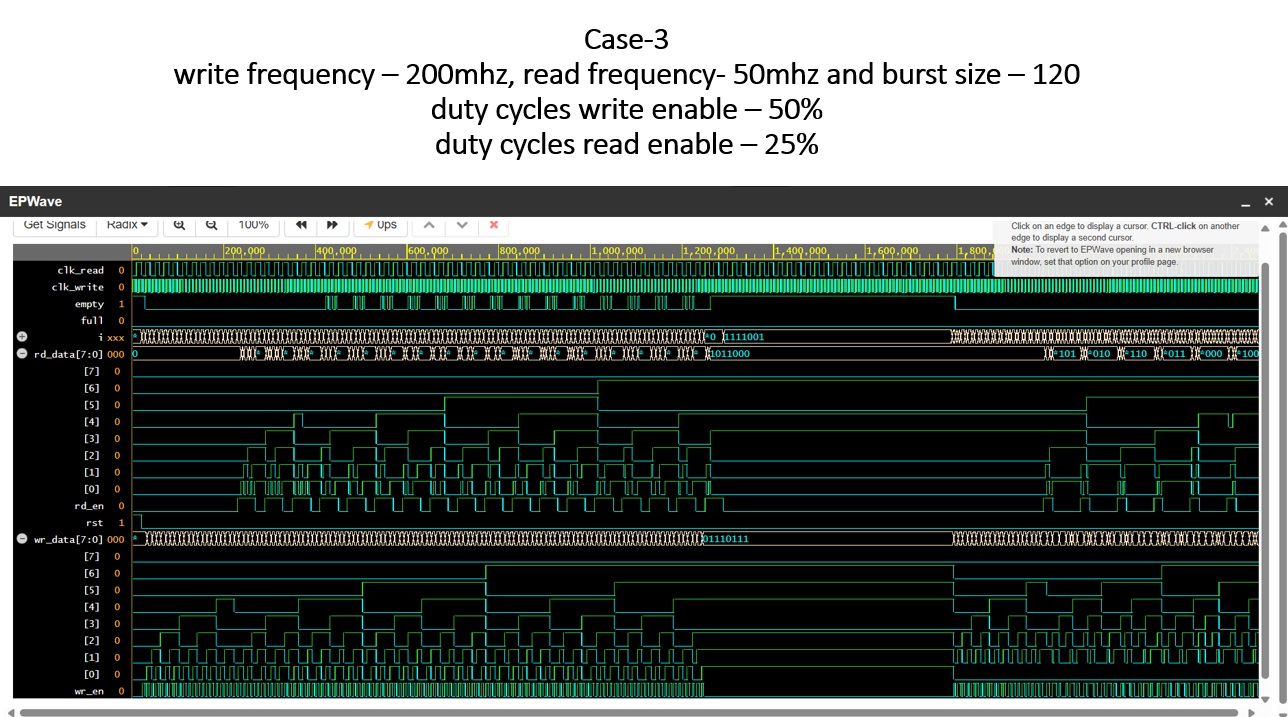 Case-3
write frequency – 200mhz, read frequency- 50mhz and burst size – 120
duty cycles write enable – 50%
duty cycles read enable – 25%
EPWave
Get Signals Radix 100% 0ps
Click on an edge to display a cursor. CTRL-click on another
edge to display a second cursor.
Note: To revert to EPWave opening in a new browser
window, set that option on your profile page.
0 200,000 400,000 600,000 800,000 1,000,000 1,200,000 1,400,000 1,600,000
clk_read 0
clk_write 0
empty 1
full 0
i xxx *0 1111001
rd_data[7:0] 000 0 1011000 *101 *010 *110 *011 *000 *100
[7] 0
[6] 0
[5] 0
[4] 0
[3] 0
[2] 0
[1] 0
[0] 0
rd_en 0
rst 1
wr_data[7:0] 000 * 01110111
[7] 0
[6] 0
[5] 0
[4] 0
[3] 0
[2] 0
[1] 0
[0] 0
wr_en 0